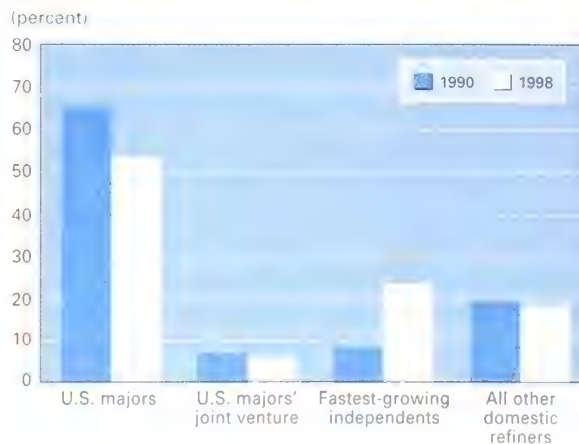 (percent)
80
70
60
50
40
30
20
10
0
1990 1998
U.S. majors
U.S. majors'
joint venture
Fastest-growing
independents
All other
domestic
refiners